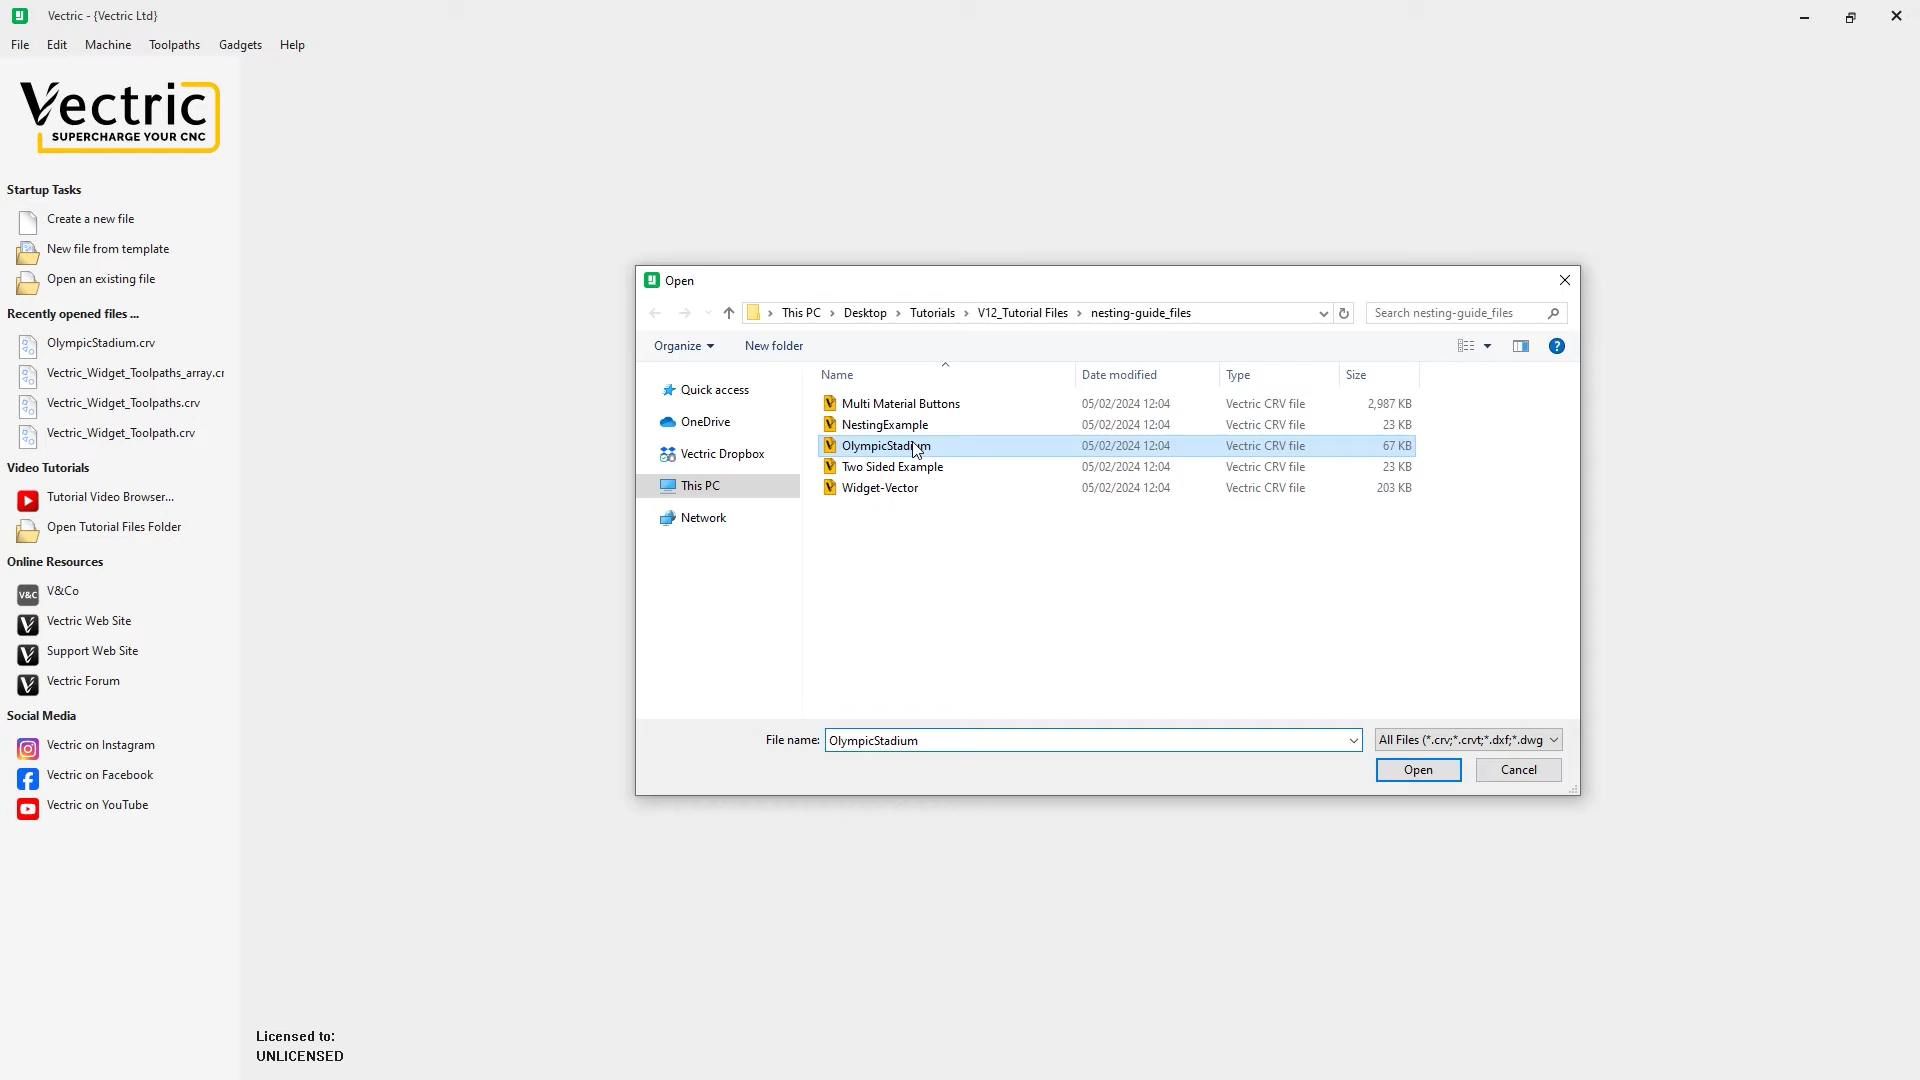 Vectric - {Vectric Ltd}
File Edit Machine Toolpaths Gadgets Help
Vectric
SUPERCHARGE YOUR CNC
Startup Tasks
Create a new file
New file from template
Open an existing file
Recently opened files ...
OlympicStadium.crv
Vectric_Widget_Toolpaths_array.cr
Vectric_Widget_Toolpaths.crv
Vectric_Widget_Toolpath.crv
Video Tutorials
Tutorial Video Browser...
Open Tutorial Files Folder
Online Resources
V&C V&Co
Vectric Web Site
Support Web Site
Vectric Forum
Social Media
Vectric on Instagram
Vectric on Facebook
Vectric on YouTube
Licensed to:
UNLICENSED
Open
This PC › Desktop › Tutorials › V12_Tutorial Files › nesting-guide_files
Search nesting-guide_files
Organize New folder
Quick access
OneDrive
Vectric Dropbox
This PC
Network
Name Date modified Type Size
Multi Material Buttons 05/02/2024 12:04 Vectric CRV file 2,987 KB
NestingExample 05/02/2024 12:04 Vectric CRV file 23 KB
OlympicStadium 05/02/2024 12:04 Vectric CRV file 67 KB
Two Sided Example 05/02/2024 12:04 Vectric CRV file 23 KB
Widget-Vector 05/02/2024 12:04 Vectric CRV file 203 KB
File name: OlympicStadium All Files (*.crv;*.crvt;*.dxf;*.dwg
Open Cancel